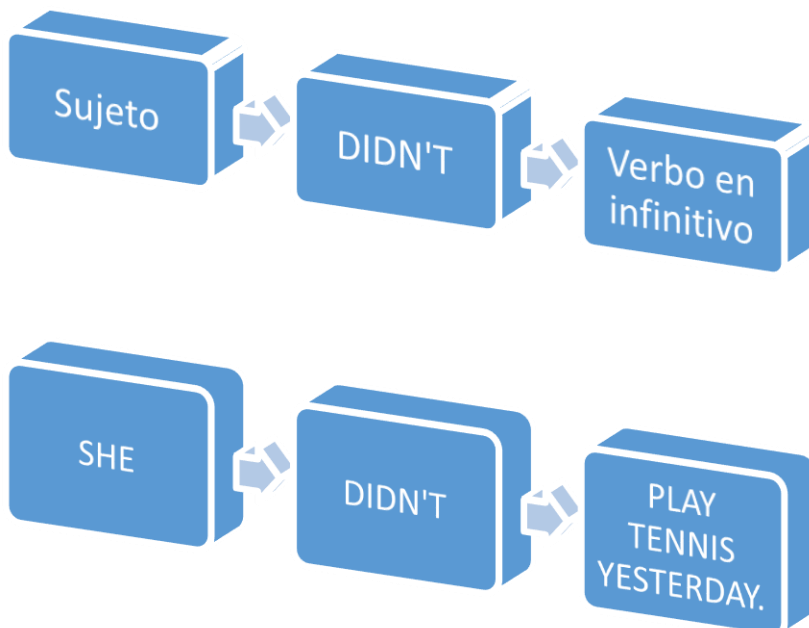 Sujeto
DIDN'T
Verbo en
infinitivo
SHE
DIDN'T
PLAY
TENNIS
YESTERDAY.